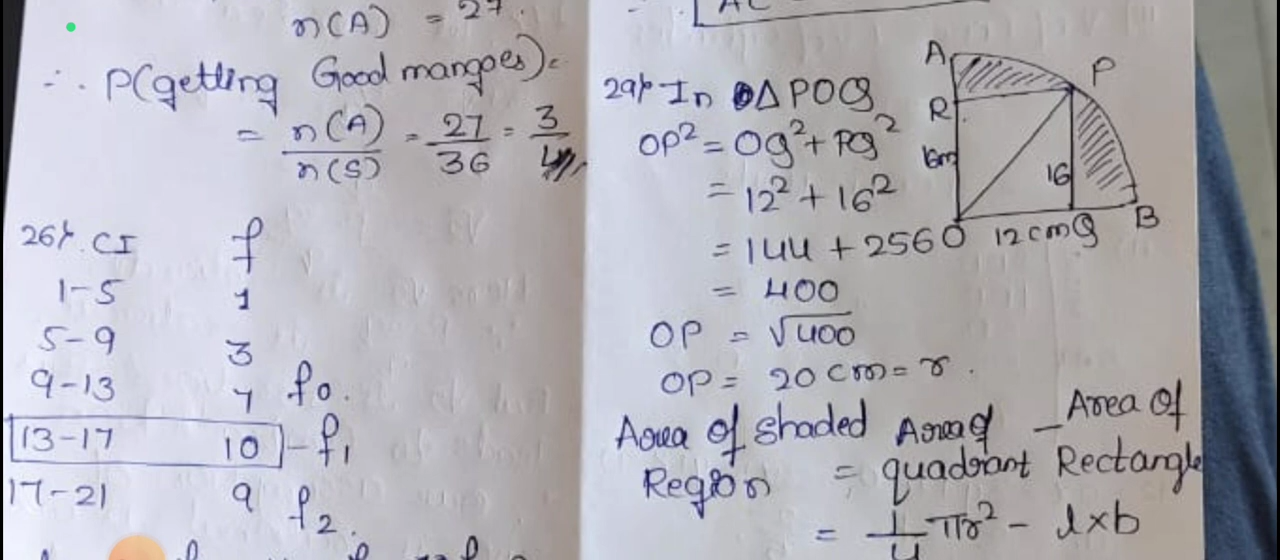 n(A) = 27.
∴ P(getting Good mangoes) =
= n(A)/n(S) = 27/36 = 3/4
26) CI f
1-5 1
5-9 3
9-13 7 f0.
13-17 10 - f1
17-21 9 f2.
29) In ΔPOQ
OP² = OQ² + PQ²
= 12² + 16²
= 144 + 256
= 400
OP = √400
OP = 20 cm = r.
A
P
R
16m
16
O 12cm Q B
Area of shaded Region = Area of quadrant - Area of Rectangle
= 1/4 πr² - l×b